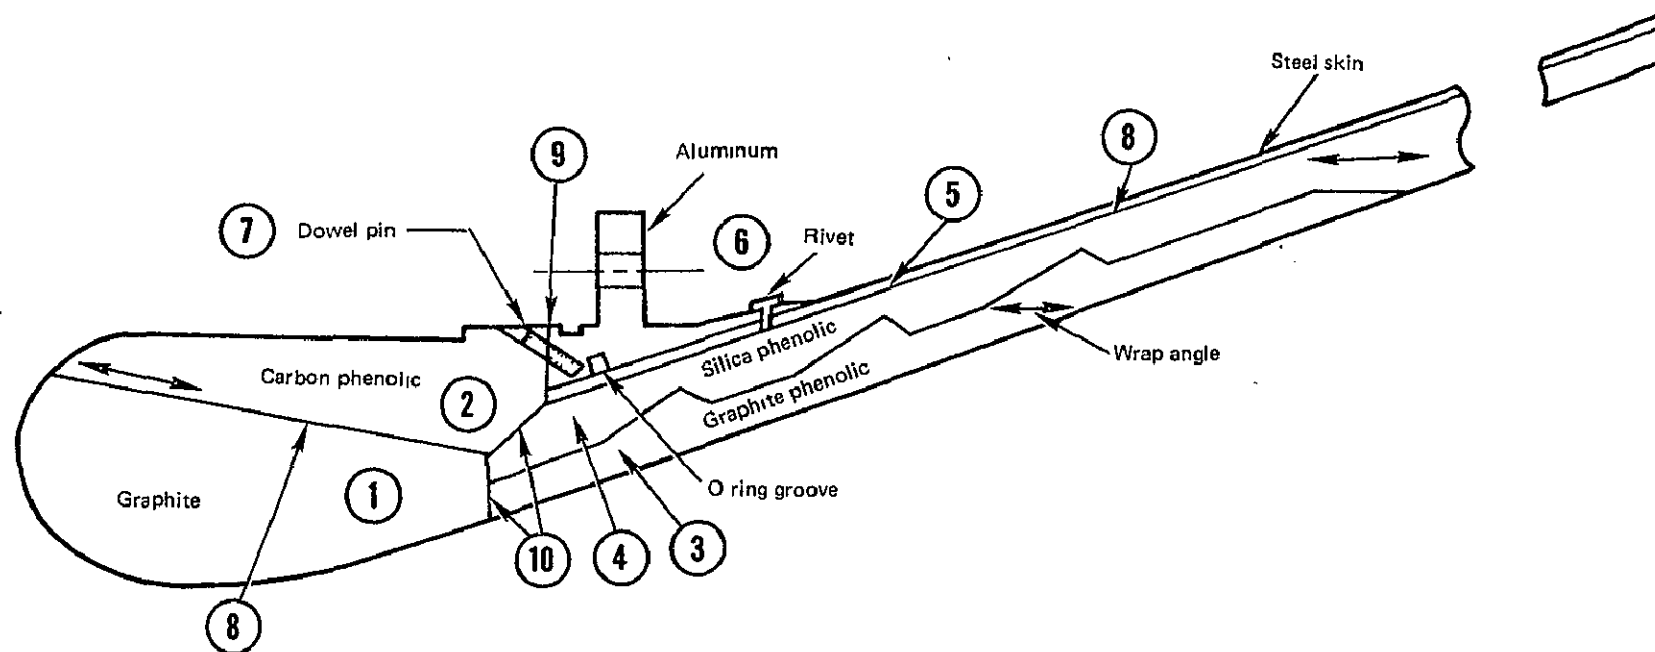 Steel skin
8
9
Aluminum
5
7
Dowel pin
6
Rivet
Silica phenolic
Wrap angle
Carbon phenolic
2
Graphite phenolic
Graphite
1
O ring groove
10
4
3
8